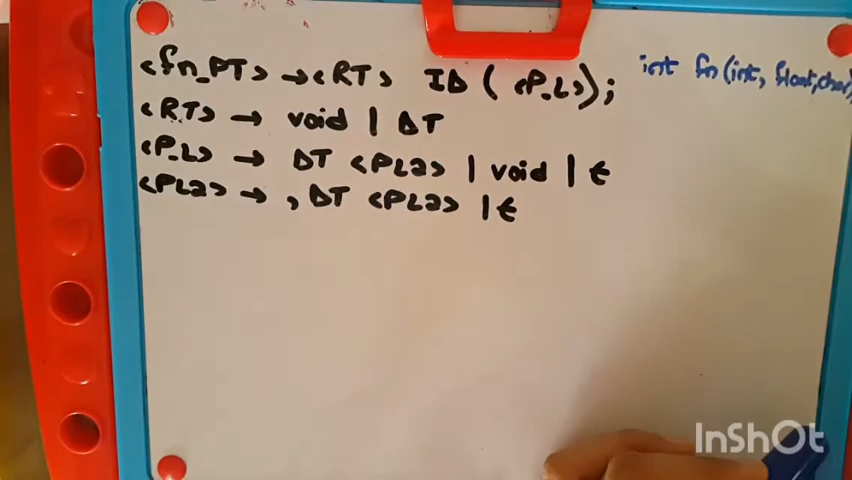 <fn_PT> → <RT> ID ( <P_L> );
int fn(int, float, char)
<RT> → void | DT
<P_L> → DT <PL2> | void | ε
<PL2> → , DT <PL2> | ε
InShOt